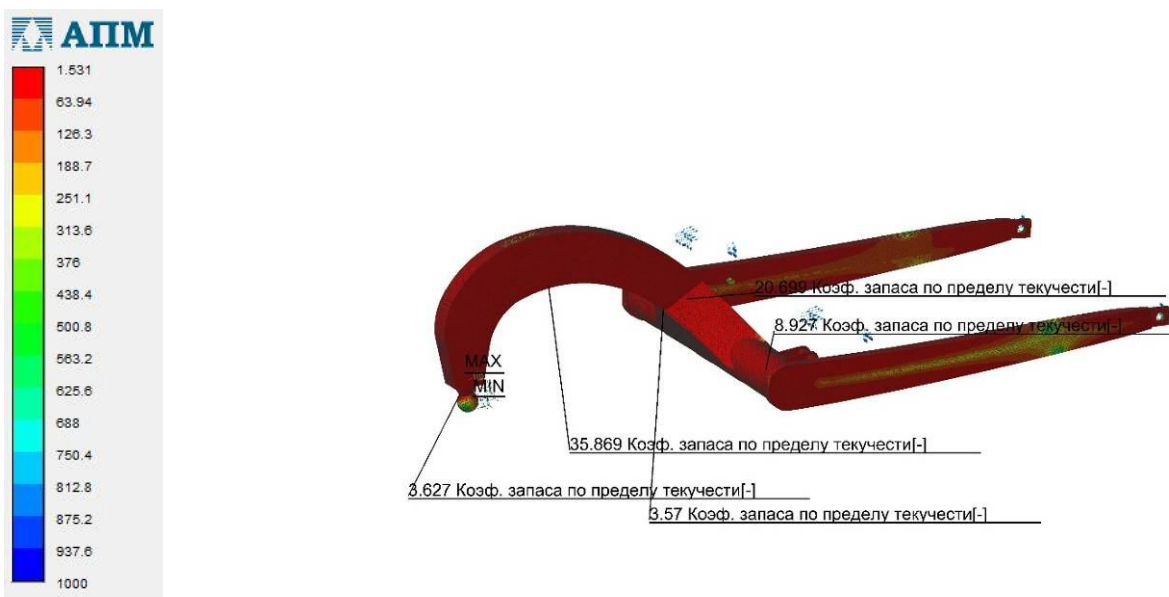 АПМ
1.531
63.94
126.3
188.7
251.1
313.6
376
438.4
500.8
563.2
625.6
688
750.4
812.8
875.2
937.6
1000
20.699 Коэф. запаса по пределу текучести[-]
8.927 Коэф. запаса по пределу текучести[-]
MAX
MIN
35.869 Коэф. запаса по пределу текучести[-]
3.627 Коэф. запаса по пределу текучести[-]
3.57 Коэф. запаса по пределу текучести[-]